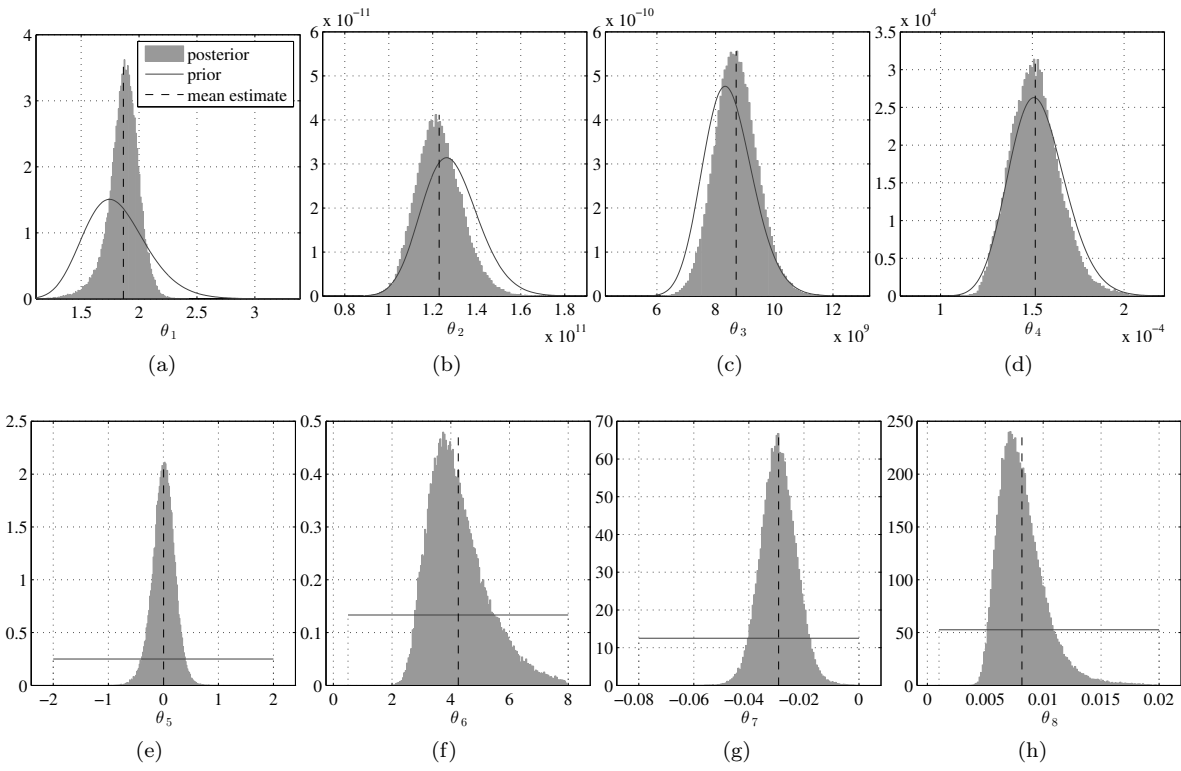 4
3
2
1
0
1.5 2 2.5 3
θ1
(a)
posterior
prior
mean estimate
x 10−11
6
5
4
3
2
1
0
0.8 1 1.2 1.4 1.6 1.8
θ2
x 10^11
(b)
x 10−10
6
5
4
3
2
1
0
6 8 10 12
θ3
x 10^9
(c)
x 10^4
3.5
3
2.5
2
1.5
1
0.5
0
1 1.5 2
θ4
x 10−4
(d)
2.5
2
1.5
1
0.5
0
−2 −1 0 1 2
θ5
(e)
0.5
0.4
0.3
0.2
0.1
0
0 2 4 6 8
θ6
(f)
70
60
50
40
30
20
10
0
−0.08 −0.06 −0.04 −0.02 0
θ7
(g)
250
200
150
100
50
0
0 0.005 0.01 0.015 0.02
θ8
(h)